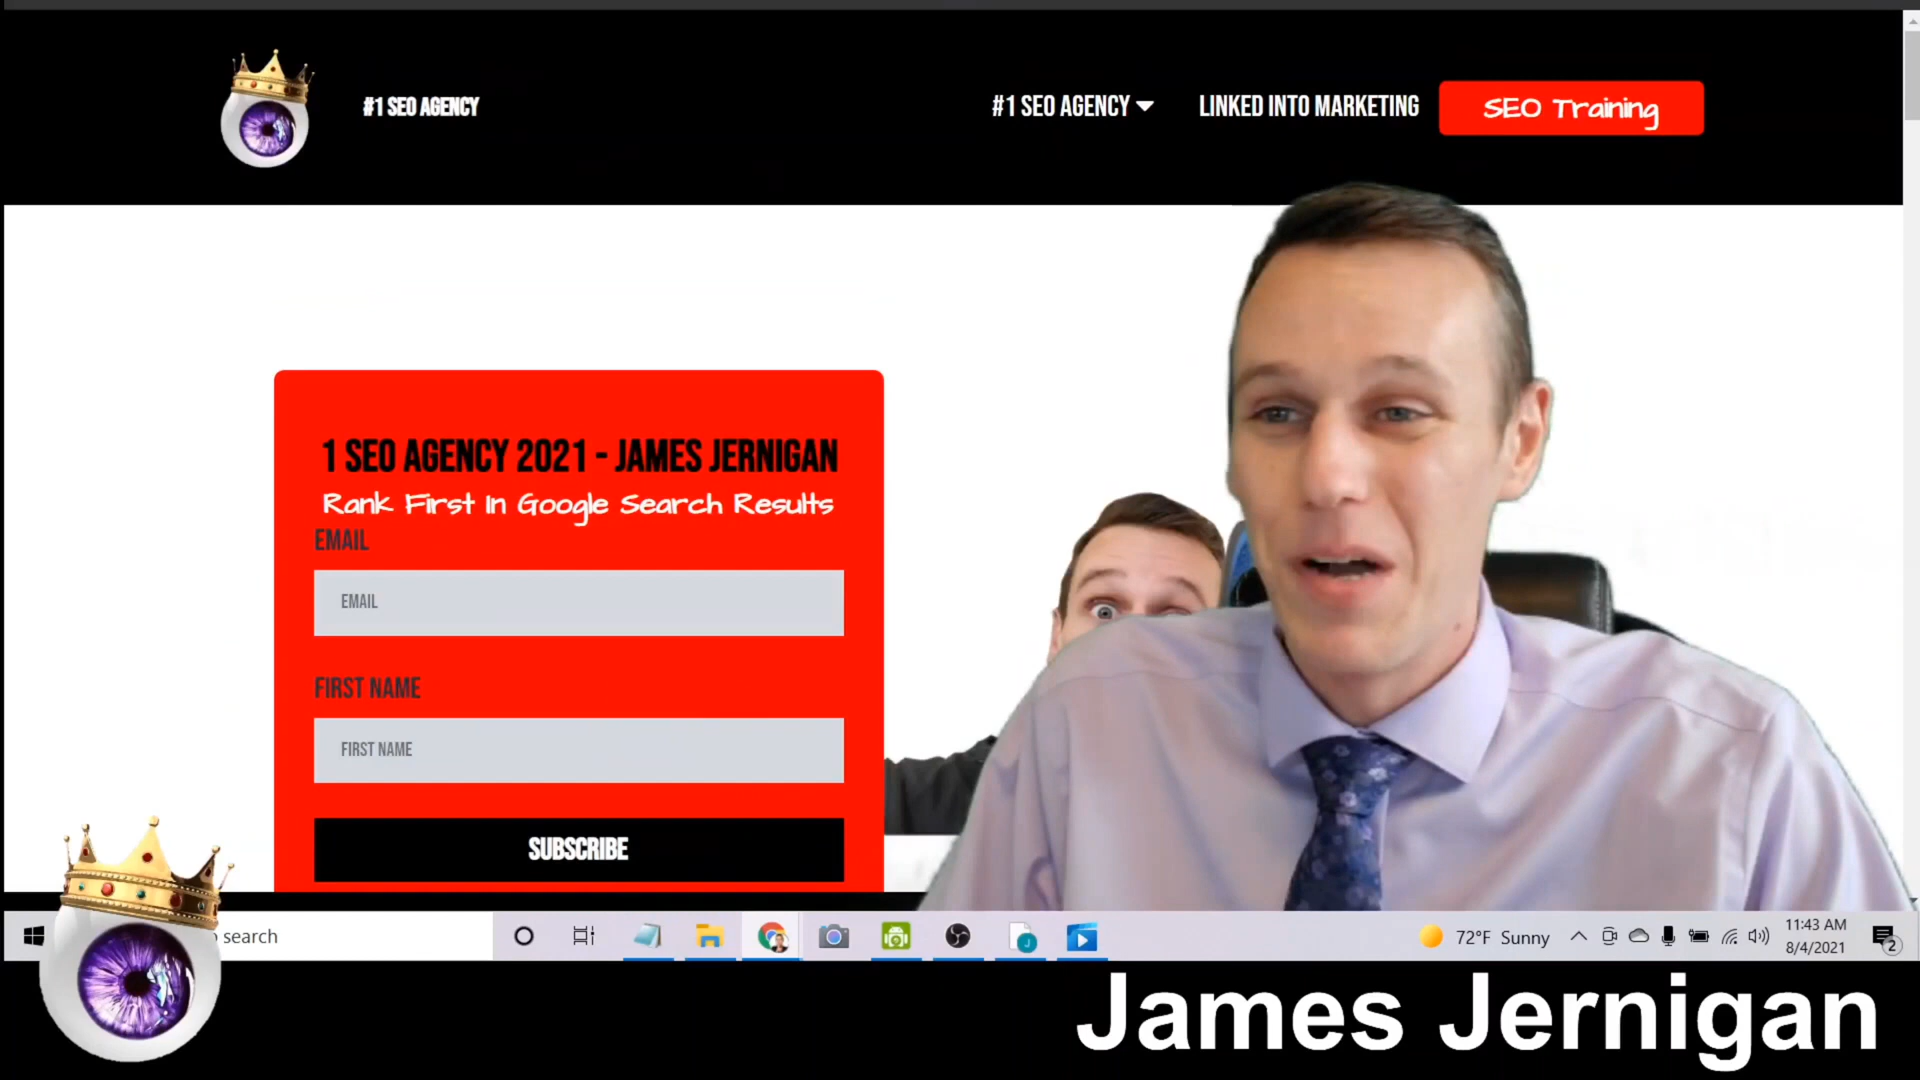 #1 SEO AGENCY
#1 SEO AGENCY
LINKED INTO MARKETING
SEO Training
1 SEO AGENCY 2021 - JAMES JERNIGAN
Rank First In Google Search Results
EMAIL
EMAIL
FIRST NAME
FIRST NAME
SUBSCRIBE
search
72°F Sunny
11:43 AM
8/4/2021
2
James Jernigan